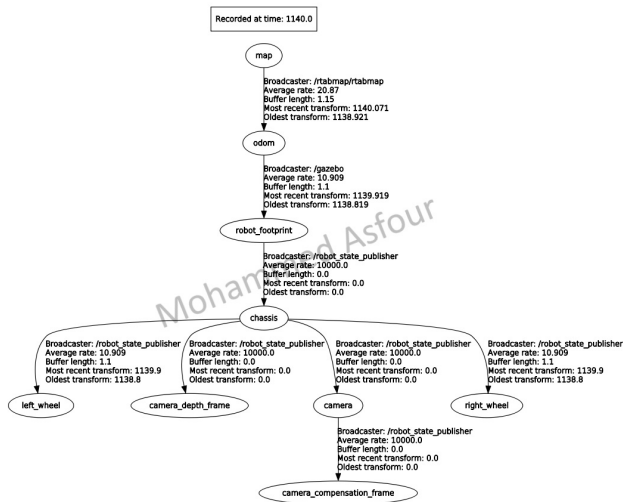 Recorded at time: 1140.0
map
Broadcaster: /rtabmap/rtabmap
Average rate: 20.87
Buffer length: 1.15
Most recent transform: 1140.071
Oldest transform: 1138.921
odom
Broadcaster: /gazebo
Average rate: 10.909
Buffer length: 1.1
Most recent transform: 1139.919
Oldest transform: 1138.819
robot_footprint
Broadcaster: /robot_state_publisher
Average rate: 10000.0
Buffer length: 0.0
Most recent transform: 0.0
Oldest transform: 0.0
Mohammed Asfour
chassis
Broadcaster: /robot_state_publisher
Average rate: 10.909
Buffer length: 1.1
Most recent transform: 1139.9
Oldest transform: 1138.8
Broadcaster: /robot_state_publisher
Average rate: 10000.0
Buffer length: 0.0
Most recent transform: 0.0
Oldest transform: 0.0
Broadcaster: /robot_state_publisher
Average rate: 10000.0
Buffer length: 0.0
Most recent transform: 0.0
Oldest transform: 0.0
Broadcaster: /robot_state_publisher
Average rate: 10.909
Buffer length: 1.1
Most recent transform: 1139.9
Oldest transform: 1138.8
left_wheel
camera_depth_frame
camera
right_wheel
Broadcaster: /robot_state_publisher
Average rate: 10000.0
Buffer length: 0.0
Most recent transform: 0.0
Oldest transform: 0.0
camera_compensation_frame